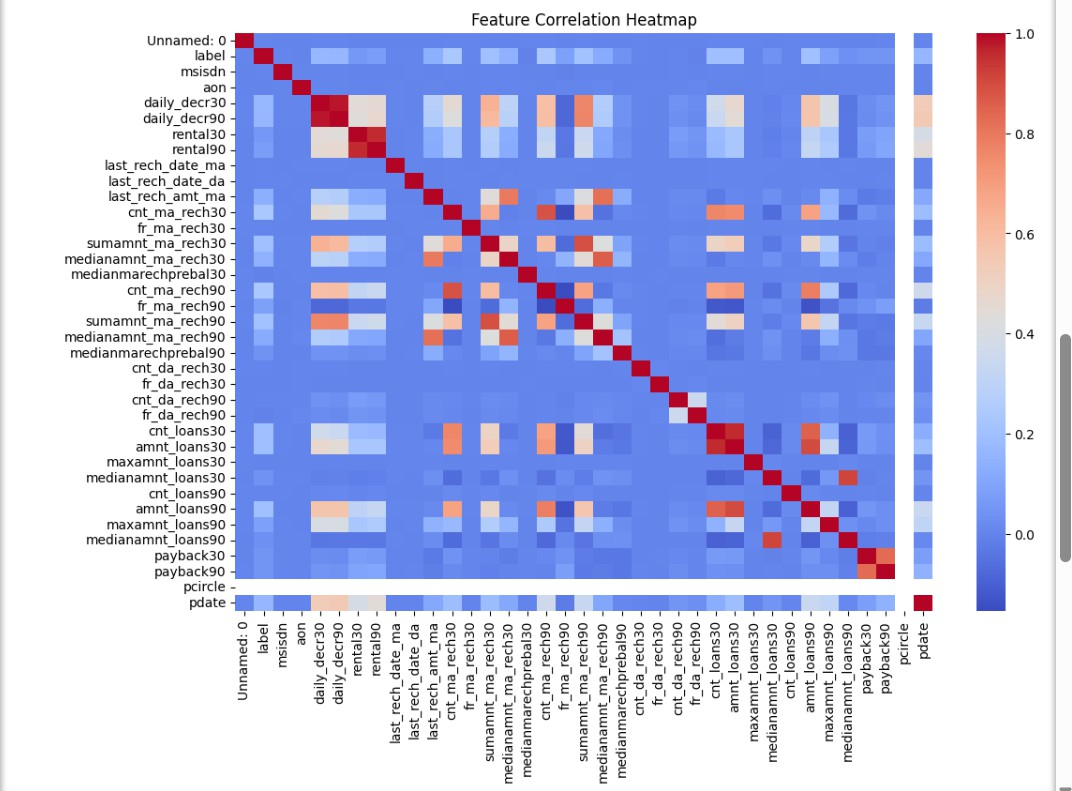 Feature Correlation Heatmap
Unnamed: 0
label
msisdn
aon
daily_decr30
daily_decr90
rental30
rental90
last_rech_date_ma
last_rech_date_da
last_rech_amt_ma
cnt_ma_rech30
fr_ma_rech30
sumamnt_ma_rech30
medianamnt_ma_rech30
medianmarechprebal30
cnt_ma_rech90
fr_ma_rech90
sumamnt_ma_rech90
medianamnt_ma_rech90
medianmarechprebal90
cnt_da_rech30
fr_da_rech30
cnt_da_rech90
fr_da_rech90
cnt_loans30
amnt_loans30
maxamnt_loans30
medianamnt_loans30
cnt_loans90
amnt_loans90
maxamnt_loans90
medianamnt_loans90
payback30
payback90
pcircle
pdate
Unnamed: 0
label
msisdn
aon
daily_decr30
daily_decr90
rental30
rental90
last_rech_date_ma
last_rech_date_da
last_rech_amt_ma
cnt_ma_rech30
fr_ma_rech30
sumamnt_ma_rech30
medianamnt_ma_rech30
medianmarechprebal30
cnt_ma_rech90
fr_ma_rech90
sumamnt_ma_rech90
medianamnt_ma_rech90
medianmarechprebal90
cnt_da_rech30
fr_da_rech30
cnt_da_rech90
fr_da_rech90
cnt_loans30
amnt_loans30
maxamnt_loans30
medianamnt_loans30
cnt_loans90
amnt_loans90
maxamnt_loans90
medianamnt_loans90
payback30
payback90
pcircle
pdate
1.0
0.8
0.6
0.4
0.2
0.0